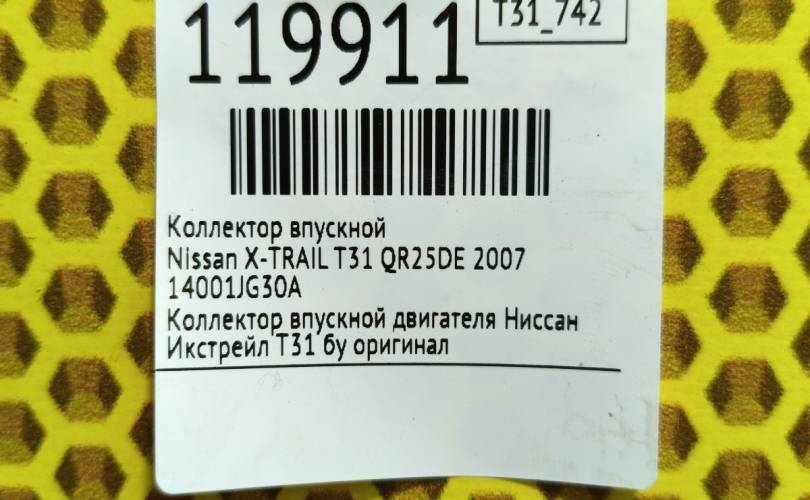 119911
T31_742
Коллектор впускной
Nissan X-TRAIL T31 QR25DE 2007
14001JG30A
Коллектор впускной двигателя Ниссан
Икстрейл Т31 бу оригинал